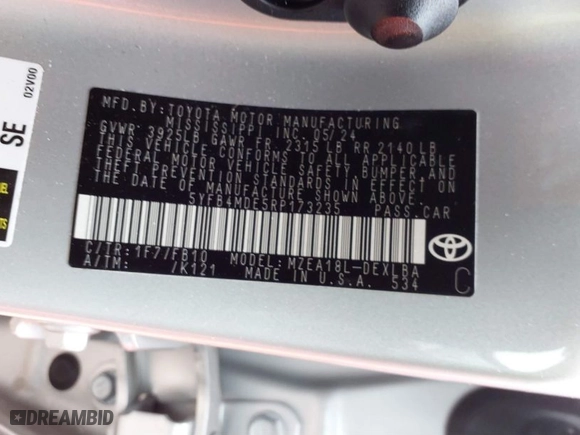 02V00
SE
MFD. BY: TOYOTA MOTOR MANUFACTURING
MISSISSIPPI INC. 05/24
GVWR 3925LB GAWR FR. 2315 LB RR 2140 LB
THIS VEHICLE CONFORMS TO ALL APPLICABLE
FEDERAL MOTOR VEHICLE SAFETY, BUMPER AND
THEFT PREVENTION STANDARDS IN EFFECT ON
THE DATE OF MANUFACTURE SHOWN ABOVE.
5YFB4MDE5RP173235 PASS. CAR
C/TR: 1F7/FB10 MODEL: MZEA18L-DEXLBA
A/TM: /K121 MADE IN U.S.A. 534
C
DREAMBID